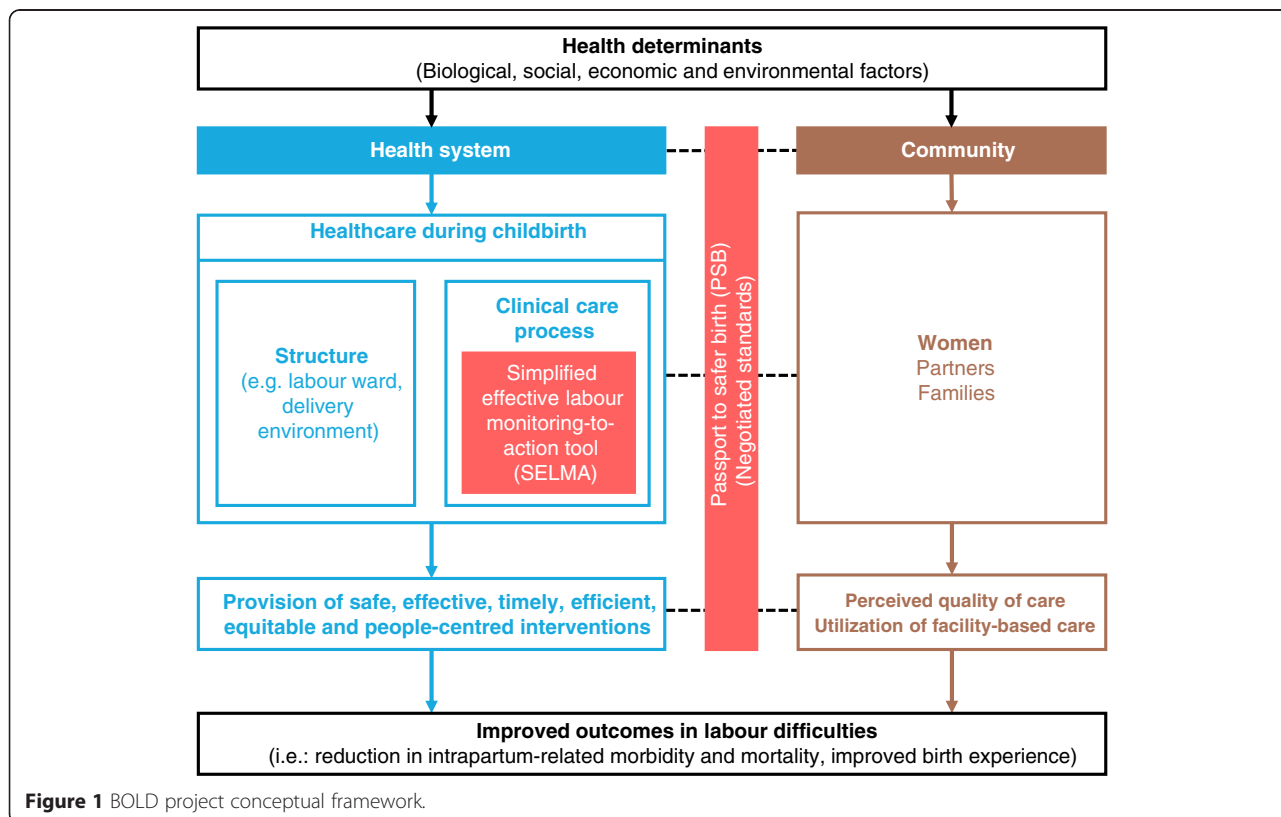 Health determinants
(Biological, social, economic and environmental factors)
Health system
Community
Healthcare during childbirth
Structure
(e.g. labour ward,
delivery
environment)
Clinical care
process
Simplified
effective labour
monitoring-to-
action tool
(SELMA)
Passport to safer birth (PSB)
(Negotiated standards)
Women
Partners
Families
Provision of safe, effective, timely, efficient,
equitable and people-centred interventions
Perceived quality of care
Utilization of facility-based care
Improved outcomes in labour difficulties
(i.e.: reduction in intrapartum-related morbidity and mortality, improved birth experience)
Figure 1 BOLD project conceptual framework.